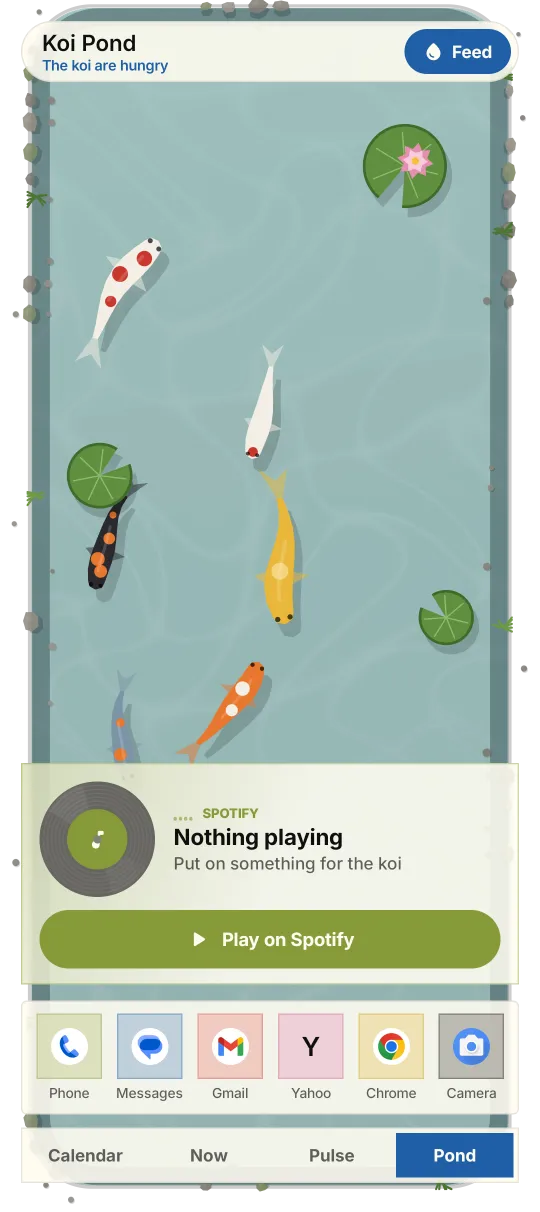 Koi Pond
The koi are hungry
Feed
SPOTIFY
Nothing playing
Put on something for the koi
Play on Spotify
Y
Phone
Messages
Gmail
Yahoo
Chrome
Camera
Calendar
Now
Pulse
Pond